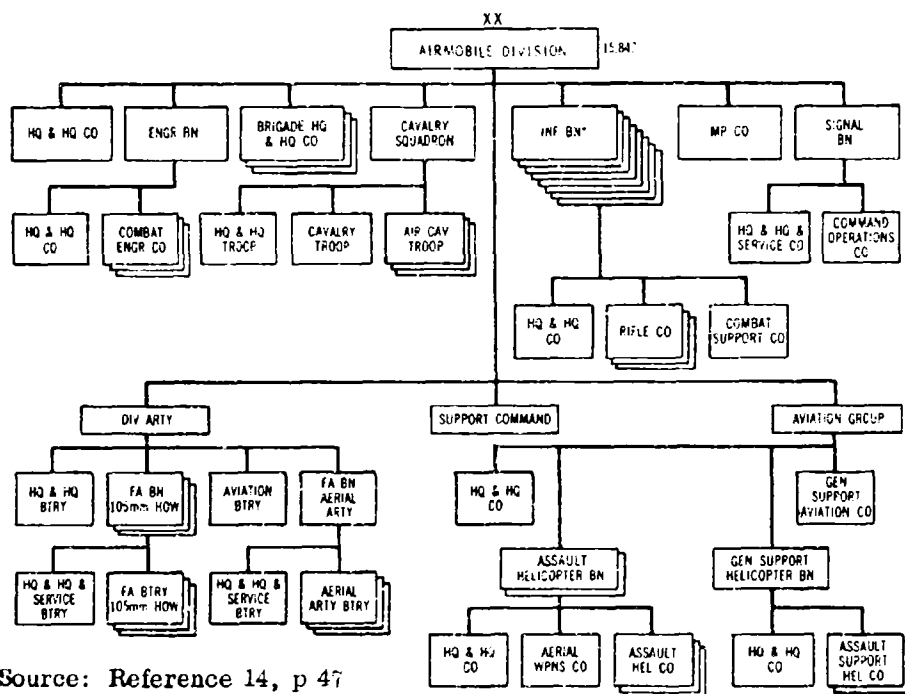 XX
AIRMOBILE DIVISION
15,847
HQ & HQ CO
ENGR BN
BRIGADE HQ
& HQ CO
CAVALRY
SQUADRON
INF BN*
MP CO
SIGNAL
BN
HQ & HQ
CO
COMBAT
ENGR CO
HQ & HQ
TROOP
CAVALRY
TROOP
AIR CAV
TROOP
HQ & HQ &
SERVICE CO
COMMAND
OPERATIONS
CO
HQ & HQ
CO
RIFLE CO
COMBAT
SUPPORT CO
DIV ARTY
SUPPORT COMMAND
AVIATION GROUP
HQ & HQ
BTRY
FA BN
105mm HOW
AVIATION
BTRY
FA BN
AERIAL
ARTY
HQ & HQ
CO
GEN
SUPPORT
AVIATION CO
HQ & HQ &
SERVICE
BTRY
FA BTRY
105mm HOW
HQ & HQ &
SERVICE
BTRY
AERIAL
ARTY BTRY
ASSAULT
HELICOPTER BN
GEN SUPPORT
HELICOPTER BN
HQ & HQ
CO
AERIAL
WPNS CO
ASSAULT
HEL CO
HQ & HQ
CO
ASSAULT
SUPPORT
HEL CO
Source: Reference 14, p 47